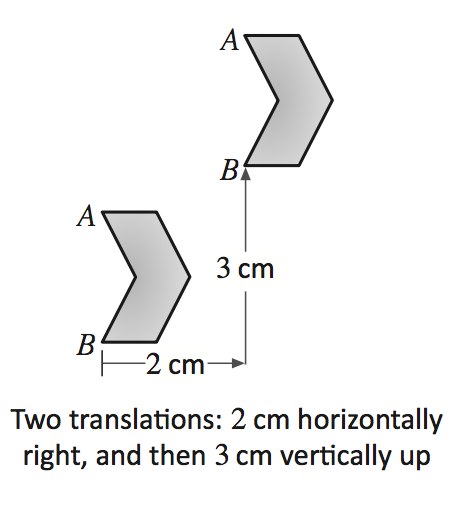 A
B
A
3 cm
B
2 cm
Two translations: 2 cm horizontally
right, and then 3 cm vertically up